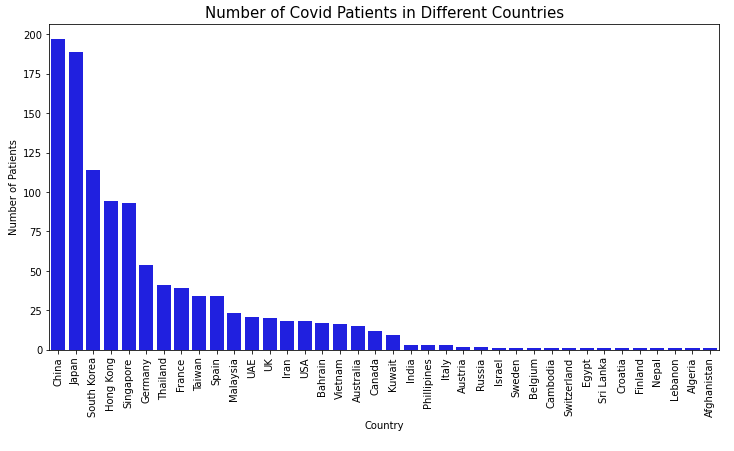 Number of Covid Patients in Different Countries
Number of Patients
200
175
150
125
100
75
50
25
0
China
Japan
South Korea
Hong Kong
Singapore
Germany
Thailand
France
Taiwan
Spain
Malaysia
UAE
UK
Iran
USA
Bahrain
Vietnam
Australia
Canada
Kuwait
India
Phillipines
Italy
Austria
Russia
Israel
Sweden
Belgium
Cambodia
Switzerland
Egypt
Sri Lanka
Croatia
Finland
Nepal
Lebanon
Algeria
Afghanistan
Country